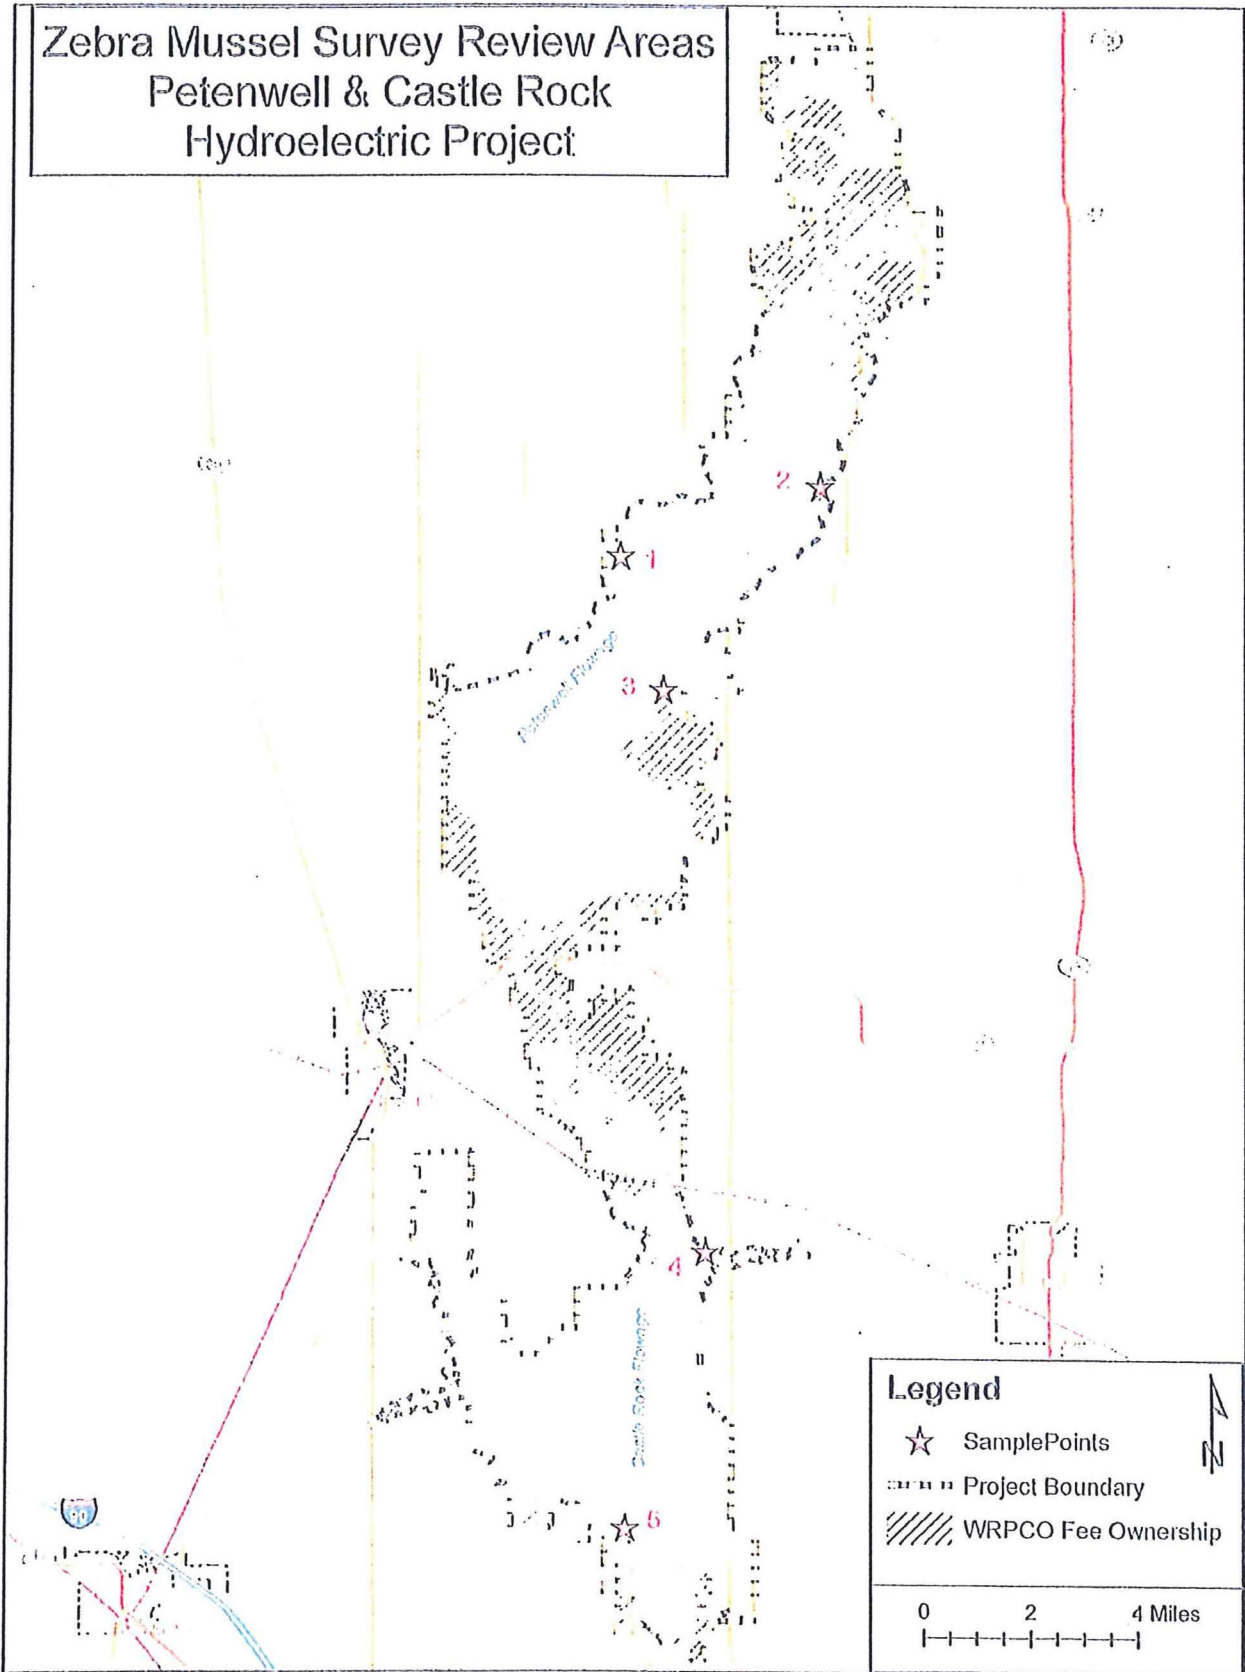 Zebra Mussel Survey Review Areas
Petenwell & Castle Rock
Hydroelectric Project
2
1
Petenwell Flowage
3
4
Castle Rock Flowage
5
90
Legend
SamplePoints
Project Boundary
WRPCO Fee Ownership
N
0 2 4 Miles